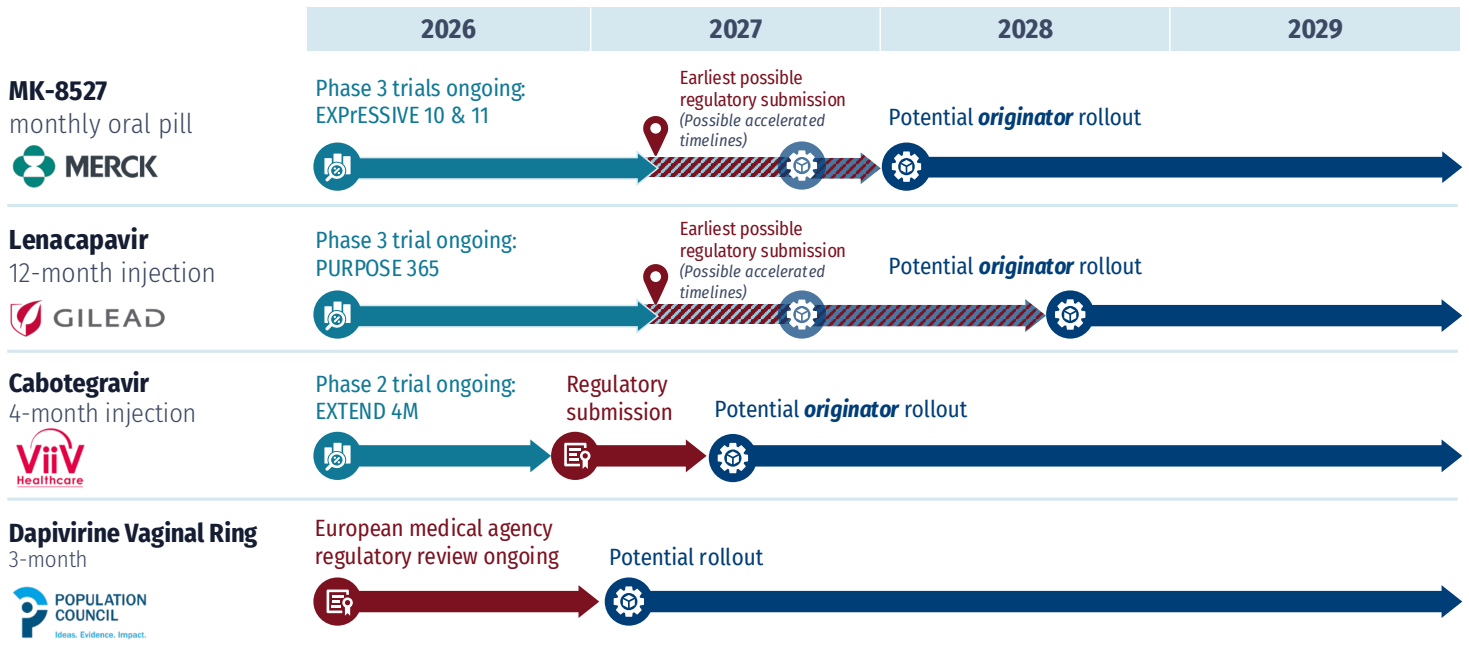 2026
2027
2028
2029
MK-8527
monthly oral pill
MERCK
Phase 3 trials ongoing:
EXPrESSIVE 10 & 11
Earliest possible
regulatory submission
(Possible accelerated
timelines)
Potential originator rollout
Lenacapavir
12-month injection
GILEAD
Phase 3 trial ongoing:
PURPOSE 365
Earliest possible
regulatory submission
(Possible accelerated
timelines)
Potential originator rollout
Cabotegravir
4-month injection
ViiV
Healthcare
Phase 2 trial ongoing:
EXTEND 4M
Regulatory
submission
Potential originator rollout
Dapivirine Vaginal Ring
3-month
POPULATION
COUNCIL
Ideas. Evidence. Impact.
European medical agency
regulatory review ongoing
Potential rollout